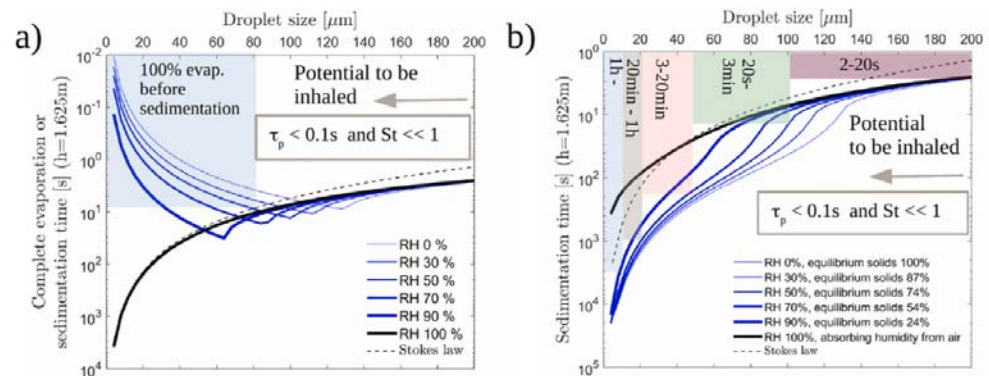 a)
Droplet size [μm]
0 20 40 60 80 100 120 140 160 180 200
Complete evaporation or
sedimentation time [s] (h=1.625m)
10⁻²
10⁻¹
10⁰
10¹
10²
10³
10⁴
100% evap.
before
sedimentation
Potential to be
inhaled
τp < 0.1s and St << 1
RH 0 %
RH 30 %
RH 50 %
RH 70 %
RH 90 %
RH 100 %
Stokes law
b)
Droplet size [μm]
0 20 40 60 80 100 120 140 160 180 200
Sedimentation time [s] (h=1.625m)
10⁰
10¹
10²
10³
10⁴
10⁵
1h-
20min - 1h
3-20min
20s-
3min
2-20s
Potential
to be inhaled
τp < 0.1s and St << 1
RH 0%, equilibrium solids 100%
RH 30%, equilibrium solids 87%
RH 50%, equilibrium solids 74%
RH 70%, equilibrium solids 54%
RH 90%, equilibrium solids 24%
RH 100%, absorbing humidity from air
Stokes law